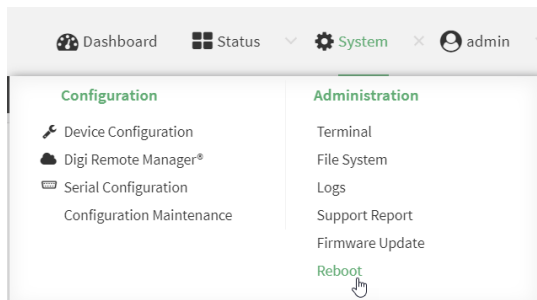 Dashboard Status System admin
Configuration
Device Configuration
Digi Remote Manager®
Serial Configuration
Configuration Maintenance
Administration
Terminal
File System
Logs
Support Report
Firmware Update
Reboot